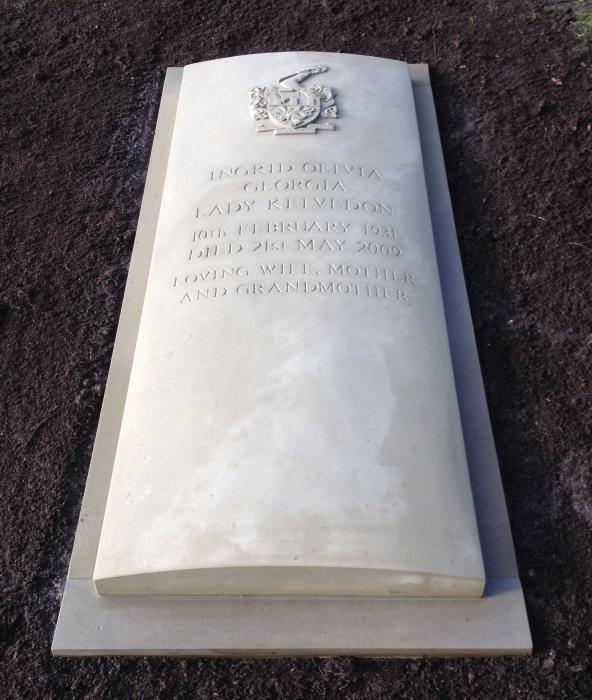 INGRID OLIVIA
GEORGIA
LADY KELVEDON
10th FEBRUARY 1931
DIED 21st MAY 2009
LOVING WIFE, MOTHER
AND GRANDMOTHER